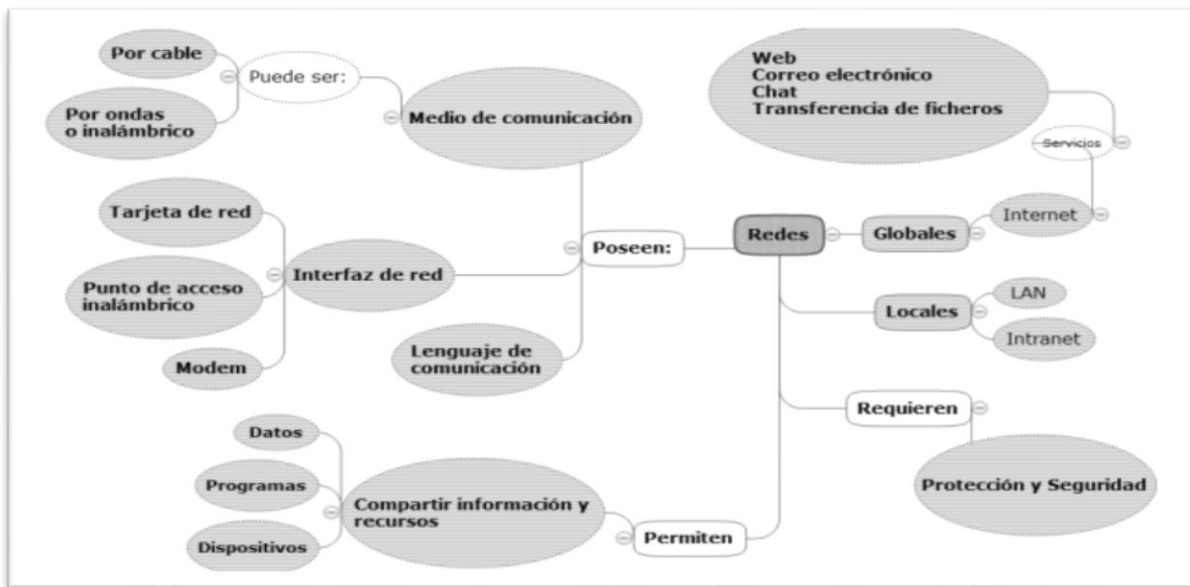 Por cable
Puede ser:
Por ondas
o inalámbrico
Medio de comunicación
Tarjeta de red
Punto de acceso
inalámbrico
Modem
Interfaz de red
Lenguaje de
comunicación
Poseen:
Redes
Globales
Internet
Servicios
Web
Correo electrónico
Chat
Transferencia de ficheros
Locales
LAN
Intranet
Requieren
Protección y Seguridad
Permiten
Compartir información y
recursos
Datos
Programas
Dispositivos